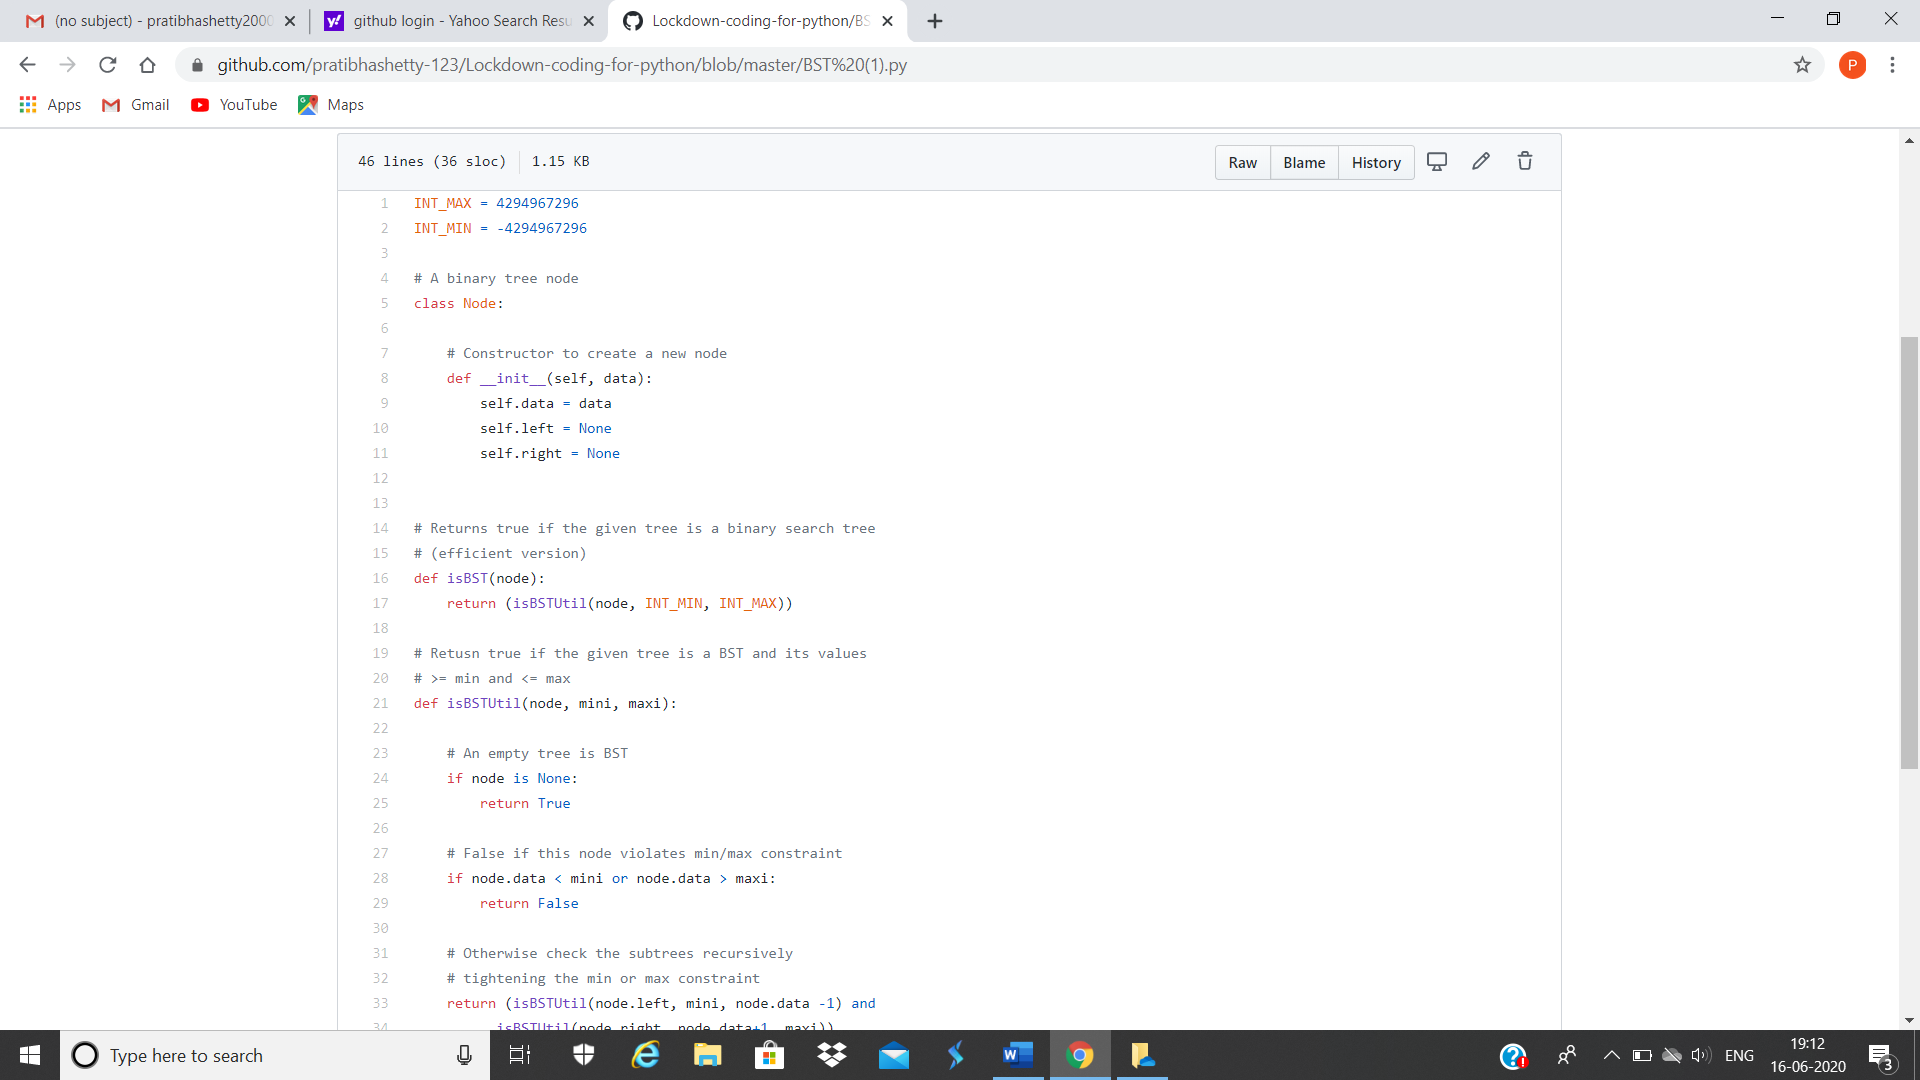 (no subject) - pratibhashetty2000
github login - Yahoo Search Resu
Lockdown-coding-for-python/BS
github.com/pratibhashetty-123/Lockdown-coding-for-python/blob/master/BST%20(1).py
P
Apps
Gmail
YouTube
Maps
46 lines (36 sloc)
1.15 KB
Raw
Blame
History
1 INT_MAX = 4294967296
2 INT_MIN = -4294967296
3
4 # A binary tree node
5 class Node:
6
7 # Constructor to create a new node
8 def __init__(self, data):
9 self.data = data
10 self.left = None
11 self.right = None
12
13
14 # Returns true if the given tree is a binary search tree
15 # (efficient version)
16 def isBST(node):
17 return (isBSTUtil(node, INT_MIN, INT_MAX))
18
19 # Retusn true if the given tree is a BST and its values
20 # >= min and <= max
21 def isBSTUtil(node, mini, maxi):
22
23 # An empty tree is BST
24 if node is None:
25 return True
26
27 # False if this node violates min/max constraint
28 if node.data < mini or node.data > maxi:
29 return False
30
31 # Otherwise check the subtrees recursively
32 # tightening the min or max constraint
33 return (isBSTUtil(node.left, mini, node.data -1) and
34 isBSTUtil(node.right, node.data+1, maxi))
Type here to search
ENG
19:12
16-06-2020
3